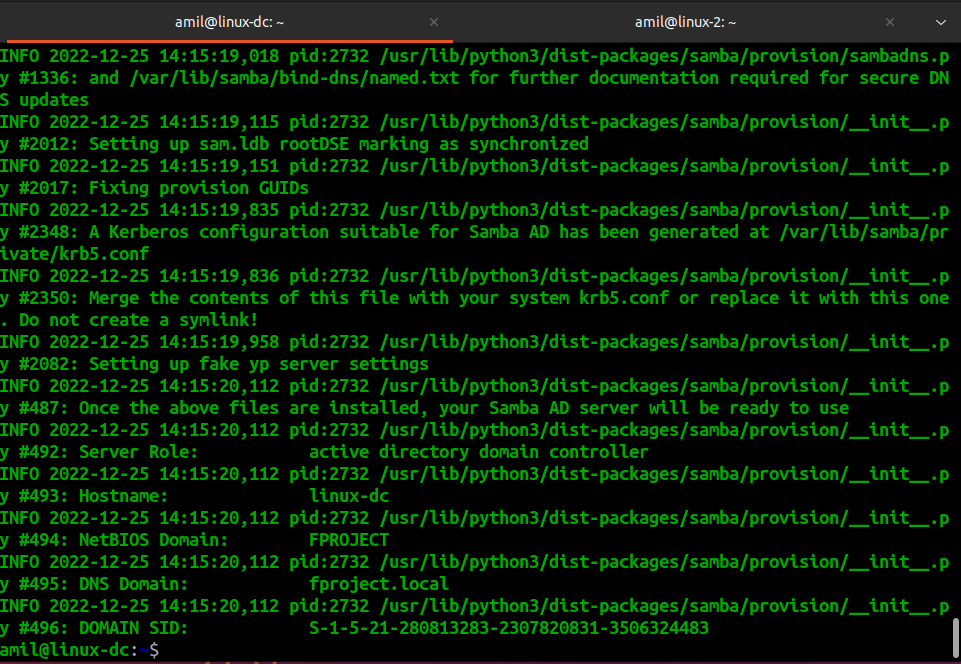 amil@linux-dc: ~
amil@linux-2: ~
INFO 2022-12-25 14:15:19,018 pid:2732 /usr/lib/python3/dist-packages/samba/provision/sambadns.p
y #1336: and /var/lib/samba/bind-dns/named.txt for further documentation required for secure DN
S updates
INFO 2022-12-25 14:15:19,115 pid:2732 /usr/lib/python3/dist-packages/samba/provision/__init__.p
y #2012: Setting up sam.ldb rootDSE marking as synchronized
INFO 2022-12-25 14:15:19,151 pid:2732 /usr/lib/python3/dist-packages/samba/provision/__init__.p
y #2017: Fixing provision GUIDs
INFO 2022-12-25 14:15:19,835 pid:2732 /usr/lib/python3/dist-packages/samba/provision/__init__.p
y #2348: A Kerberos configuration suitable for Samba AD has been generated at /var/lib/samba/pr
ivate/krb5.conf
INFO 2022-12-25 14:15:19,836 pid:2732 /usr/lib/python3/dist-packages/samba/provision/__init__.p
y #2350: Merge the contents of this file with your system krb5.conf or replace it with this one
. Do not create a symlink!
INFO 2022-12-25 14:15:19,958 pid:2732 /usr/lib/python3/dist-packages/samba/provision/__init__.p
y #2082: Setting up fake yp server settings
INFO 2022-12-25 14:15:20,112 pid:2732 /usr/lib/python3/dist-packages/samba/provision/__init__.p
y #487: Once the above files are installed, your Samba AD server will be ready to use
INFO 2022-12-25 14:15:20,112 pid:2732 /usr/lib/python3/dist-packages/samba/provision/__init__.p
y #492: Server Role:           active directory domain controller
INFO 2022-12-25 14:15:20,112 pid:2732 /usr/lib/python3/dist-packages/samba/provision/__init__.p
y #493: Hostname:              linux-dc
INFO 2022-12-25 14:15:20,112 pid:2732 /usr/lib/python3/dist-packages/samba/provision/__init__.p
y #494: NetBIOS Domain:        FPROJECT
INFO 2022-12-25 14:15:20,112 pid:2732 /usr/lib/python3/dist-packages/samba/provision/__init__.p
y #495: DNS Domain:            fproject.local
INFO 2022-12-25 14:15:20,112 pid:2732 /usr/lib/python3/dist-packages/samba/provision/__init__.p
y #496: DOMAIN SID:            S-1-5-21-280813283-2307820831-3506324483
amil@linux-dc:~$